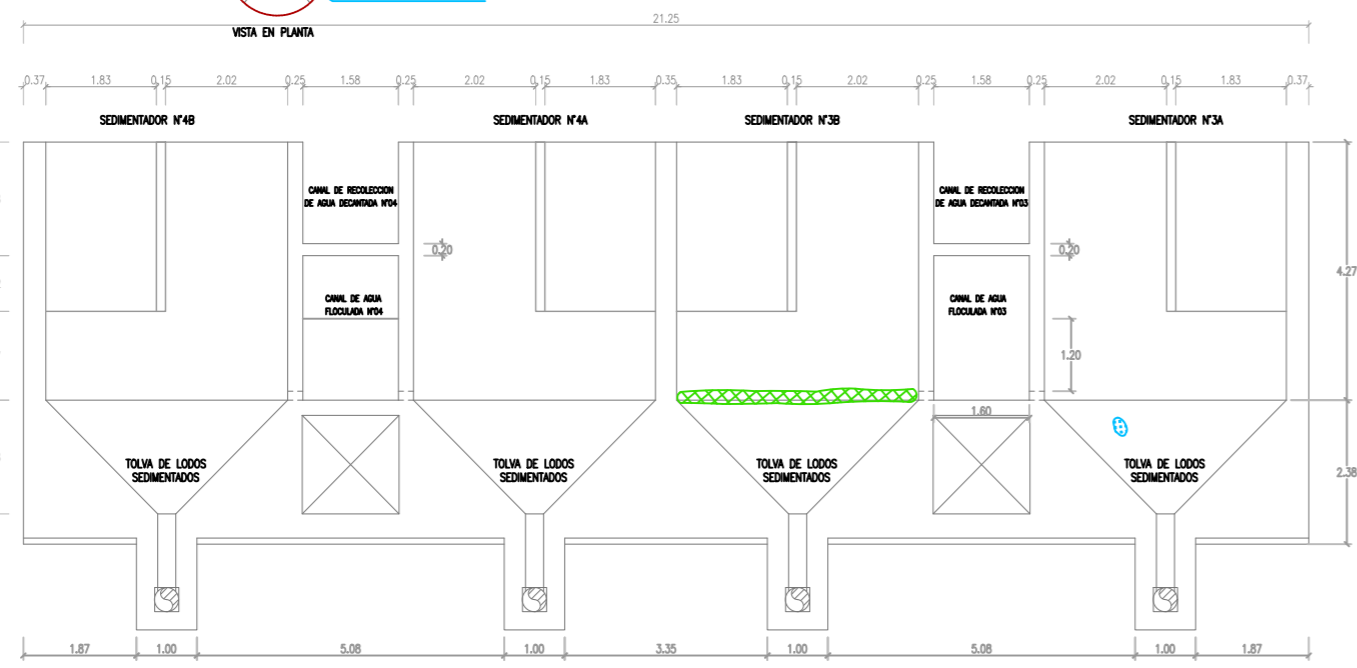 21.25
VISTA EN PLANTA
0.37 1.83 0.15 2.02 0.25 1.58 0.25 2.02 0.15 1.83 0.35 1.83 0.15 2.02 0.25 1.58 0.25 2.02 0.15 1.83 0.37
SEDIMENTADOR N°4B SEDIMENTADOR N°4A SEDIMENTADOR N°3B SEDIMENTADOR N°3A
CANAL DE RECOLECCION
DE AGUA DECANTADA N°04
CANAL DE RECOLECCION
DE AGUA DECANTADA N°03
0.20 0.20
4.27
CANAL DE AGUA
FLOCULADA N°04
CANAL DE AGUA
FLOCULADA N°03
1.20
1.60
TOLVA DE LODOS
SEDIMENTADOS
TOLVA DE LODOS
SEDIMENTADOS
TOLVA DE LODOS
SEDIMENTADOS
TOLVA DE LODOS
SEDIMENTADOS
2.38
1.87 1.00 5.08 1.00 3.35 1.00 5.08 1.00 1.87